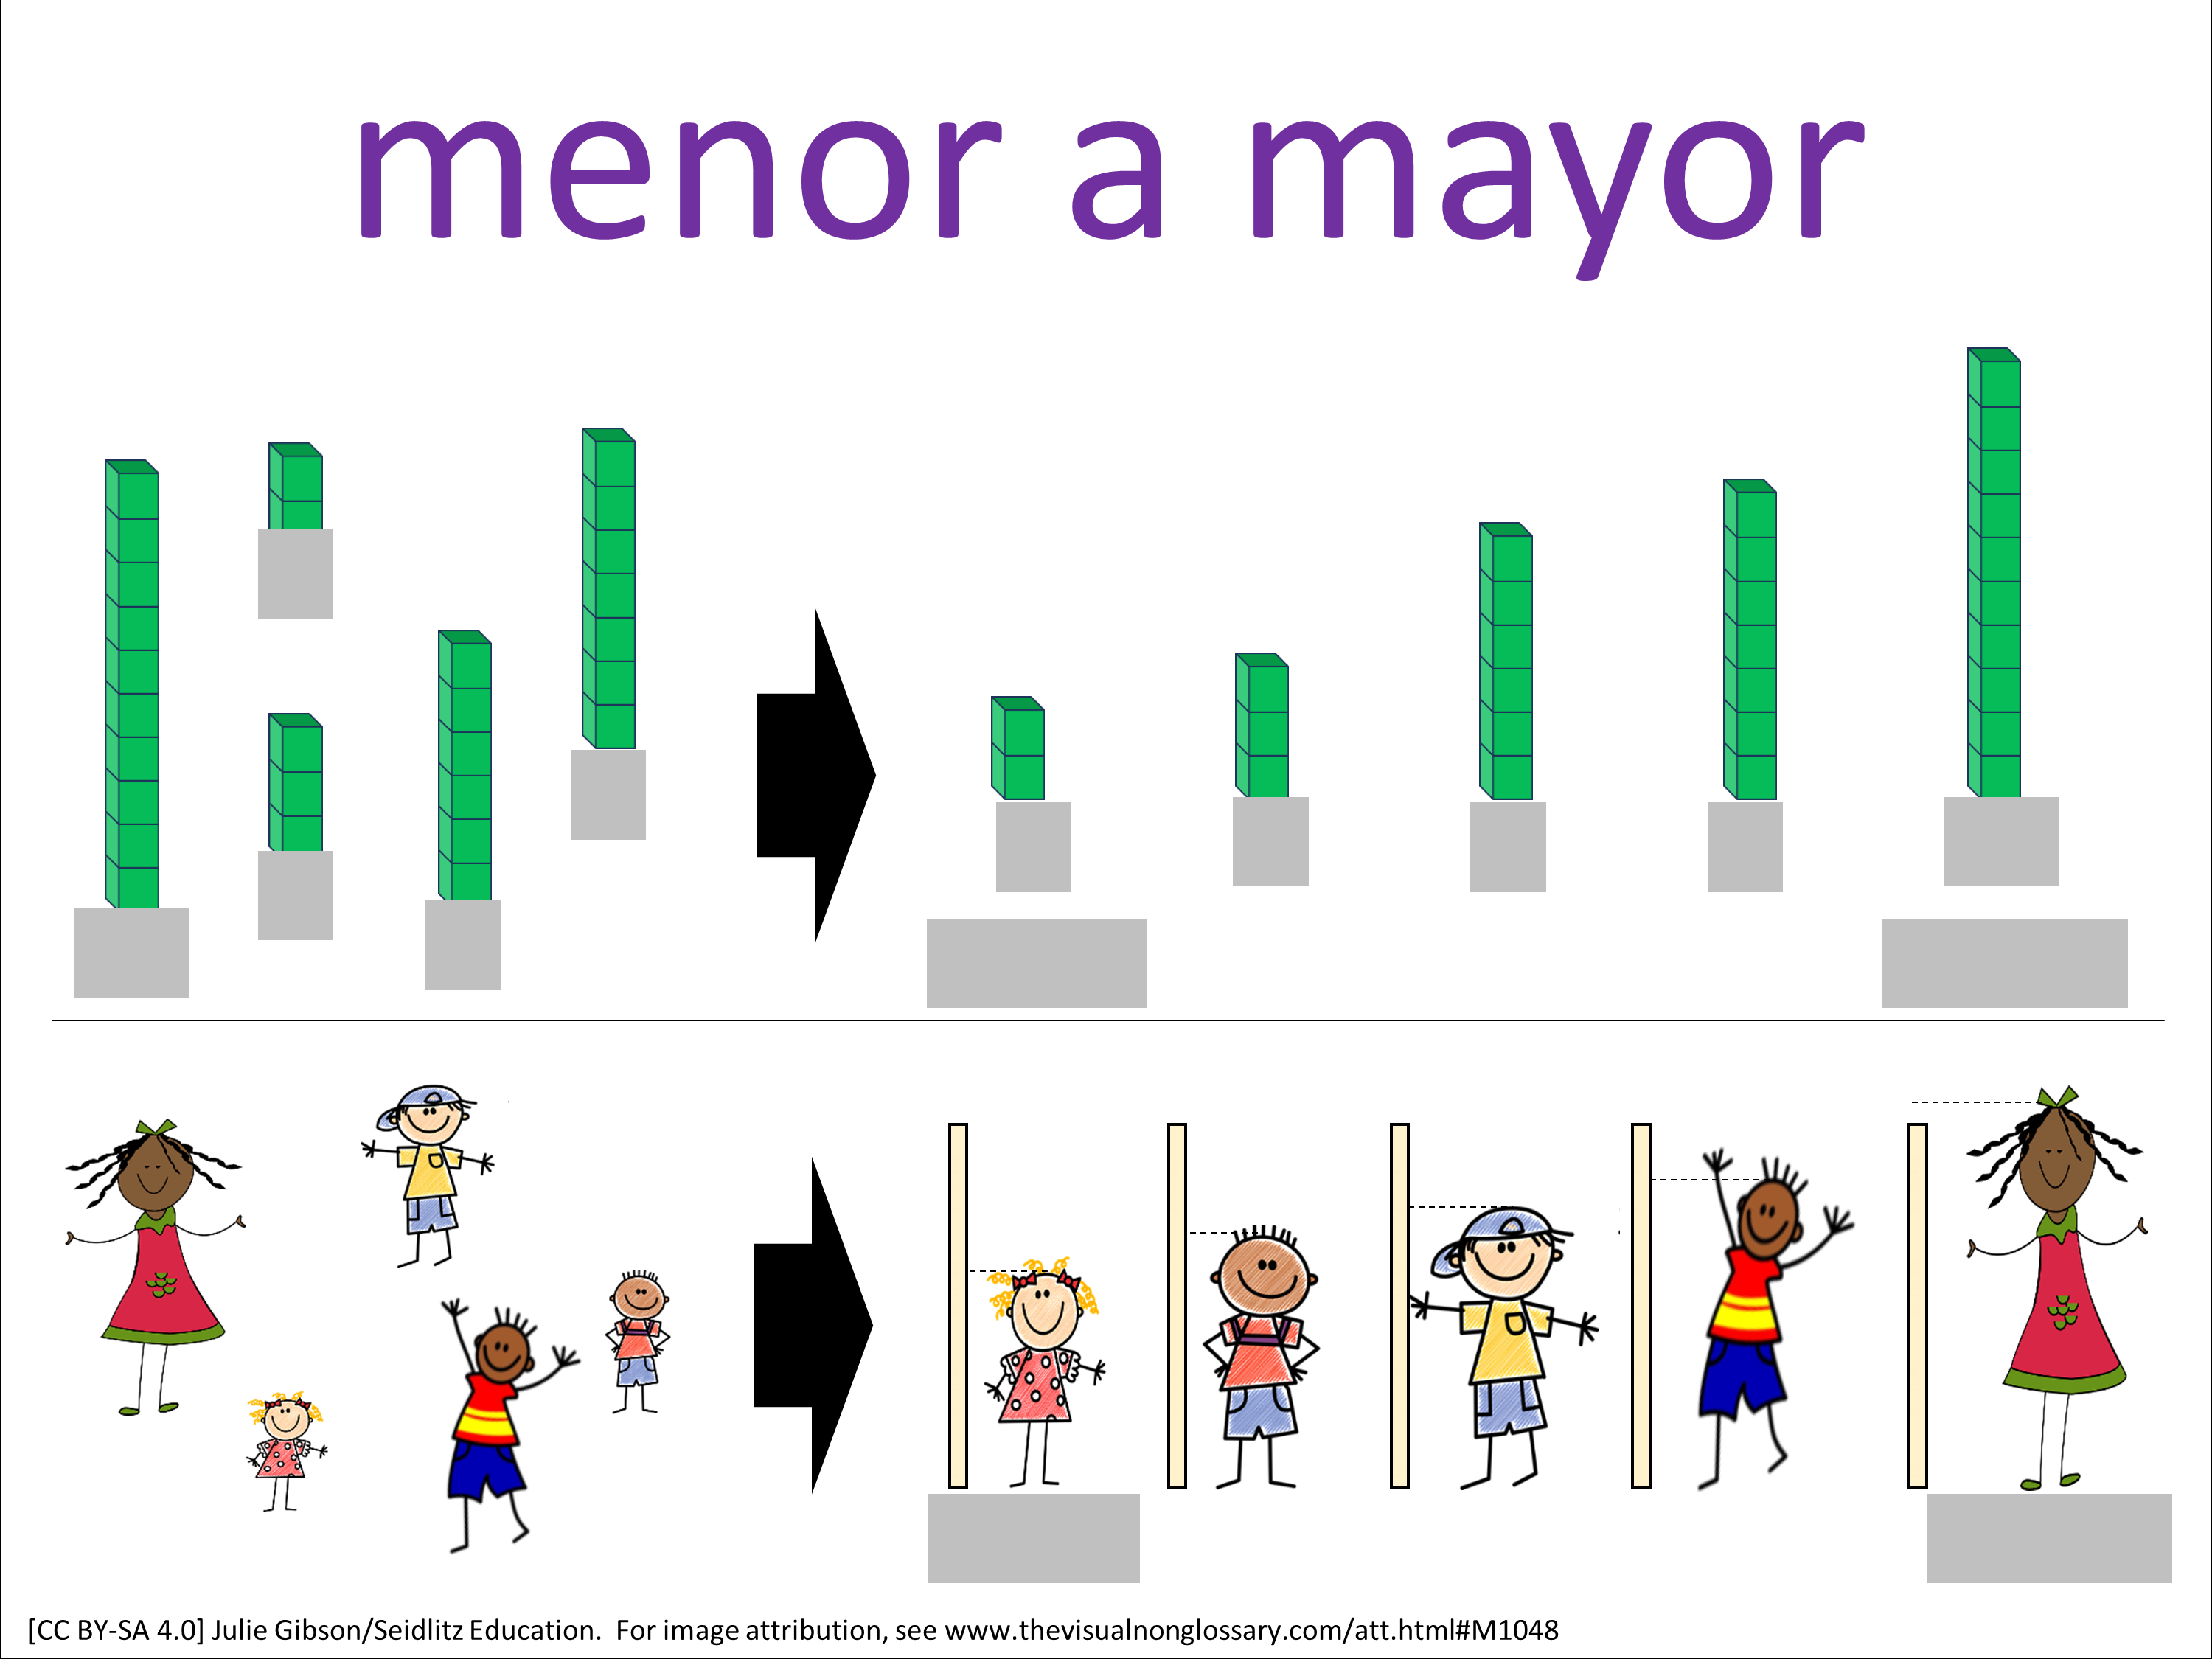 menor a mayor
[CC BY-SA 4.0] Julie Gibson/Seidlitz Education.  For image attribution, see www.thevisualnonglossary.com/att.html#M1048